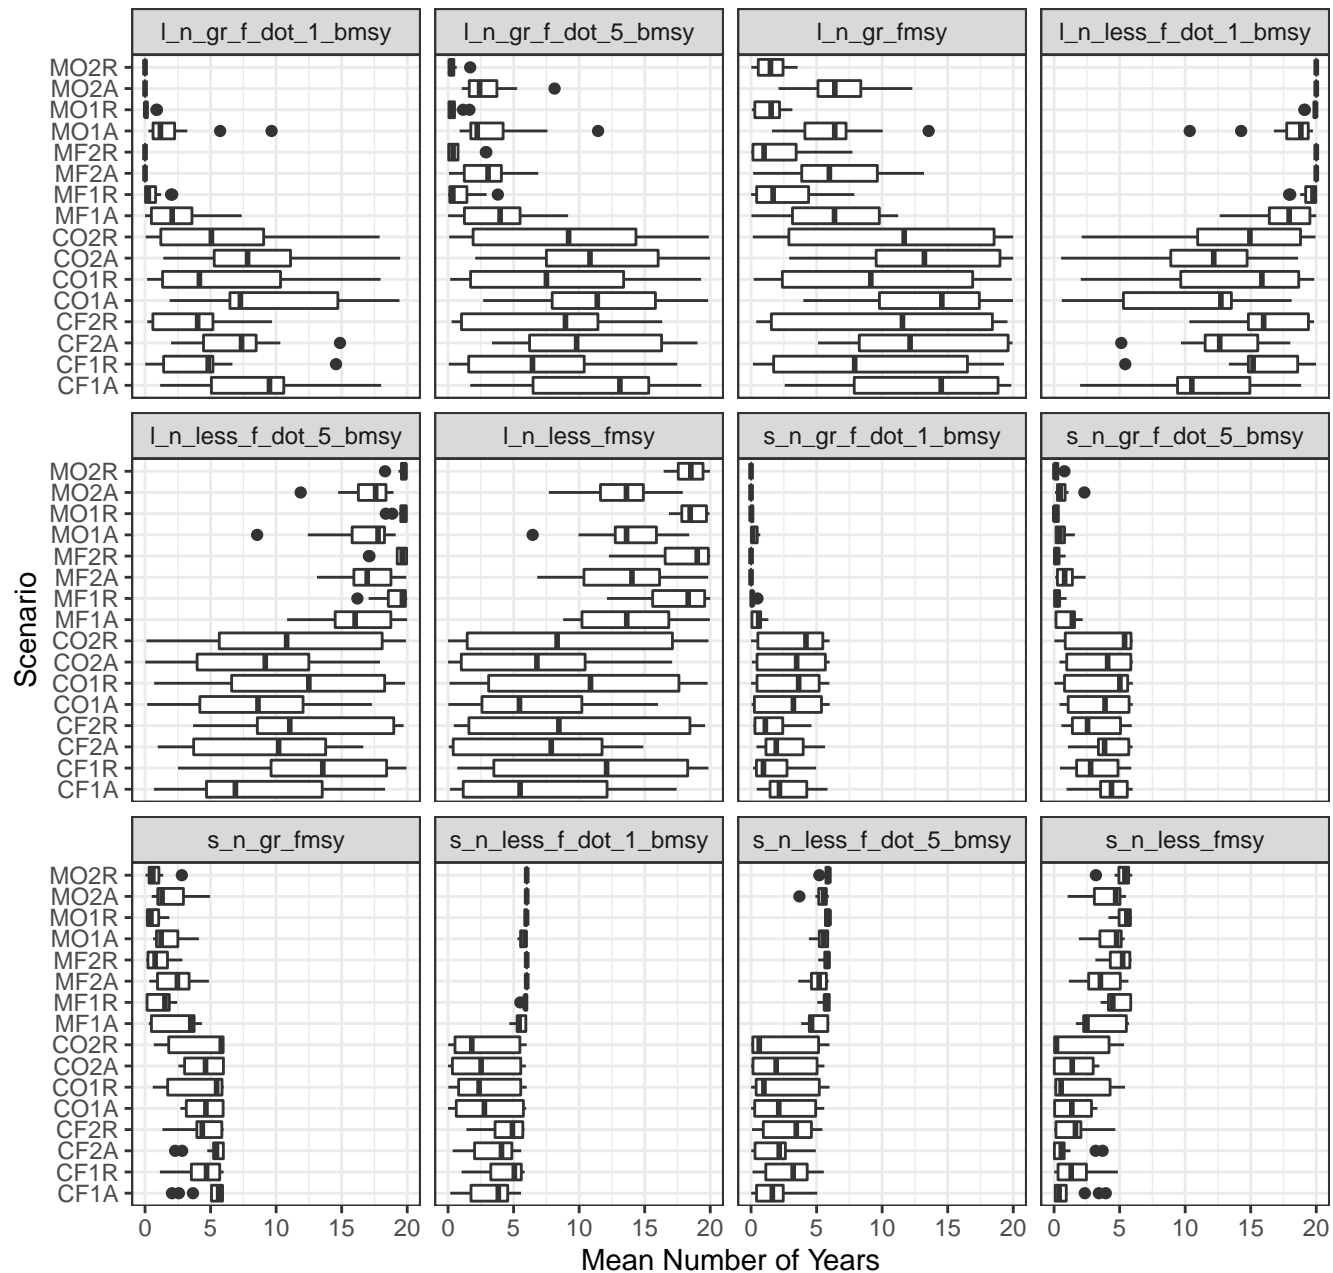 l_n_gr_f_dot_1_bmsy l_n_gr_f_dot_5_bmsy l_n_gr_fmsy l_n_less_f_dot_1_bmsy
MO2R
MO2A
MO1R
MO1A
MF2R
MF2A
MF1R
MF1A
CO2R
CO2A
CO1R
CO1A
CF2R
CF2A
CF1R
CF1A
l_n_less_f_dot_5_bmsy l_n_less_fmsy s_n_gr_f_dot_1_bmsy s_n_gr_f_dot_5_bmsy
MO2R
MO2A
MO1R
MO1A
MF2R
MF2A
MF1R
MF1A
CO2R
CO2A
CO1R
CO1A
CF2R
CF2A
CF1R
CF1A
Scenario
s_n_gr_fmsy s_n_less_f_dot_1_bmsy s_n_less_f_dot_5_bmsy s_n_less_fmsy
MO2R
MO2A
MO1R
MO1A
MF2R
MF2A
MF1R
MF1A
CO2R
CO2A
CO1R
CO1A
CF2R
CF2A
CF1R
CF1A
0 5 10 15 20 0 5 10 15 20 0 5 10 15 20 0 5 10 15 20
Mean Number of Years